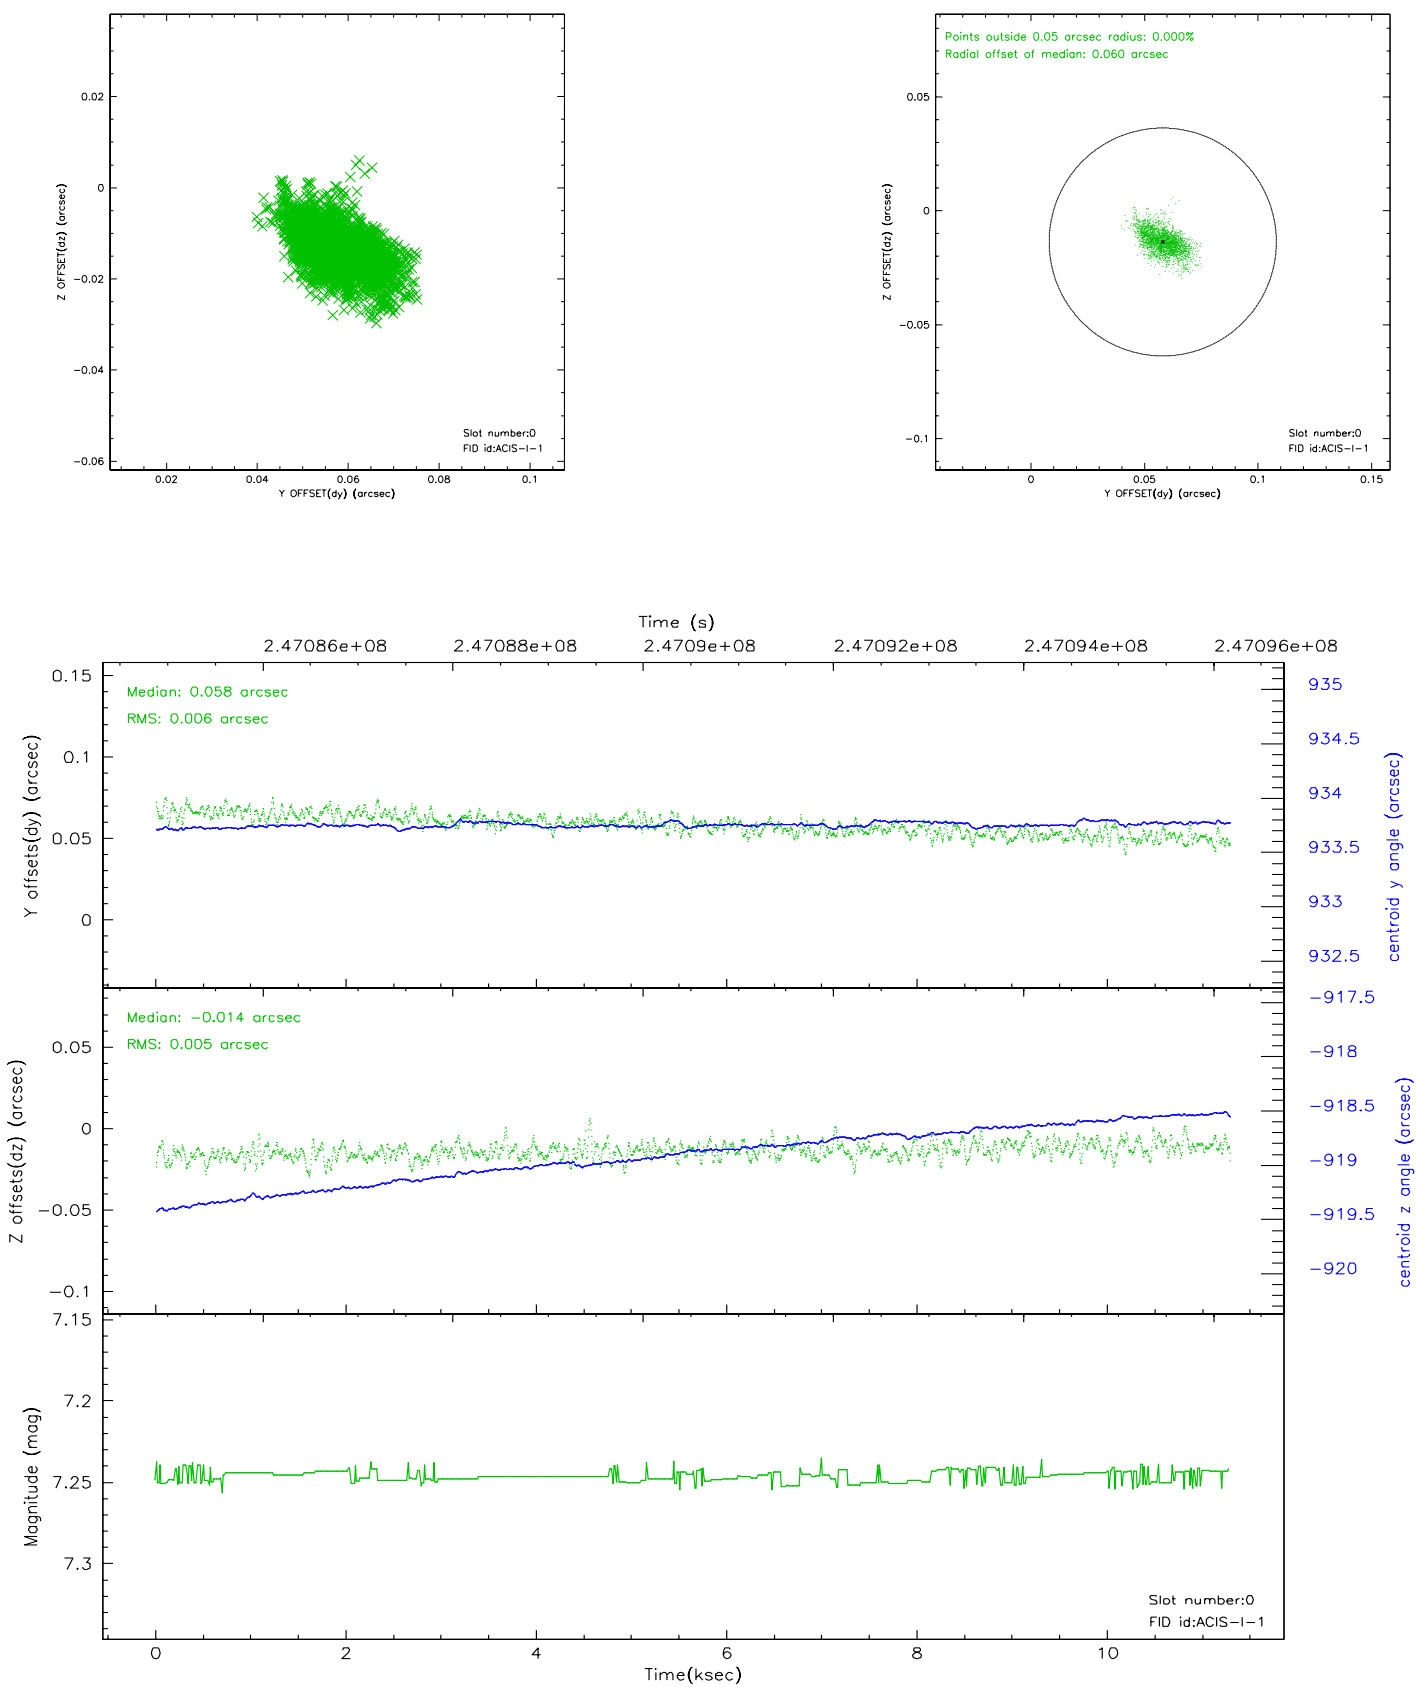 0.02
0
−0.02
−0.04
−0.06
Z OFFSET(dz) (arcsec)
Slot number:0
FID id:ACIS−I−1
0.02 0.04 0.06 0.08 0.1
Y OFFSET(dy) (arcsec)
Points outside 0.05 arcsec radius: 0.000%
Radial offset of median: 0.060 arcsec
0.05
0
−0.05
−0.1
Z OFFSET(dz) (arcsec)
Slot number:0
FID id:ACIS−I−1
0 0.05 0.1 0.15
Y OFFSET(dy) (arcsec)
Time (s)
2.47086e+08 2.47088e+08 2.4709e+08 2.47092e+08 2.47094e+08 2.47096e+08
Median: 0.058 arcsec
RMS: 0.006 arcsec
0.15
0.1
0.05
0
Y offsets(dy) (arcsec)
935
934.5
934
933.5
933
932.5
centroid y angle (arcsec)
Median: −0.014 arcsec
RMS: 0.005 arcsec
0.05
0
−0.05
−0.1
Z offsets(dz) (arcsec)
−917.5
−918
−918.5
−919
−919.5
−920
centroid z angle (arcsec)
7.15
7.2
7.25
7.3
Magnitude (mag)
Slot number:0
FID id:ACIS−I−1
0 2 4 6 8 10
Time(ksec)